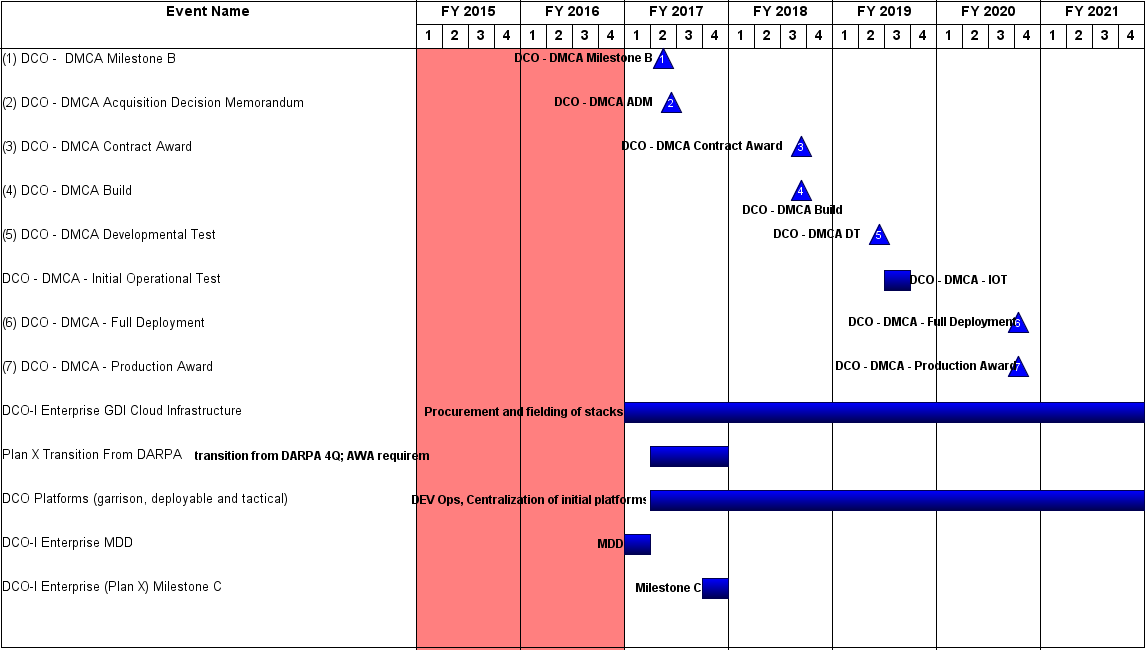 Event Name FY 2015 FY 2016 FY 2017 FY 2018 FY 2019 FY 2020 FY 2021
1 2 3 4 1 2 3 4 1 2 3 4 1 2 3 4 1 2 3 4 1 2 3 4 1 2 3 4
(1) DCO - DMCA Milestone B DCO - DMCA Milestone B 1
(2) DCO - DMCA Acquisition Decision Memorandum DCO - DMCA ADM 2
(3) DCO - DMCA Contract Award DCO - DMCA Contract Award 3
(4) DCO - DMCA Build 4
DCO - DMCA Build
(5) DCO - DMCA Developmental Test DCO - DMCA DT 5
DCO - DMCA - Initial Operational Test DCO - DMCA - IOT
(6) DCO - DMCA - Full Deployment DCO - DMCA - Full Deployment 6
(7) DCO - DMCA - Production Award DCO - DMCA - Production Award 7
DCO-I Enterprise GDI Cloud Infrastructure Procurement and fielding of stacks
Plan X Transition From DARPA transition from DARPA 4Q; AWA requirem
DCO Platforms (garrison, deployable and tactical) DEV Ops, Centralization of initial platforms
DCO-I Enterprise MDD MDD
DCO-I Enterprise (Plan X) Milestone C Milestone C